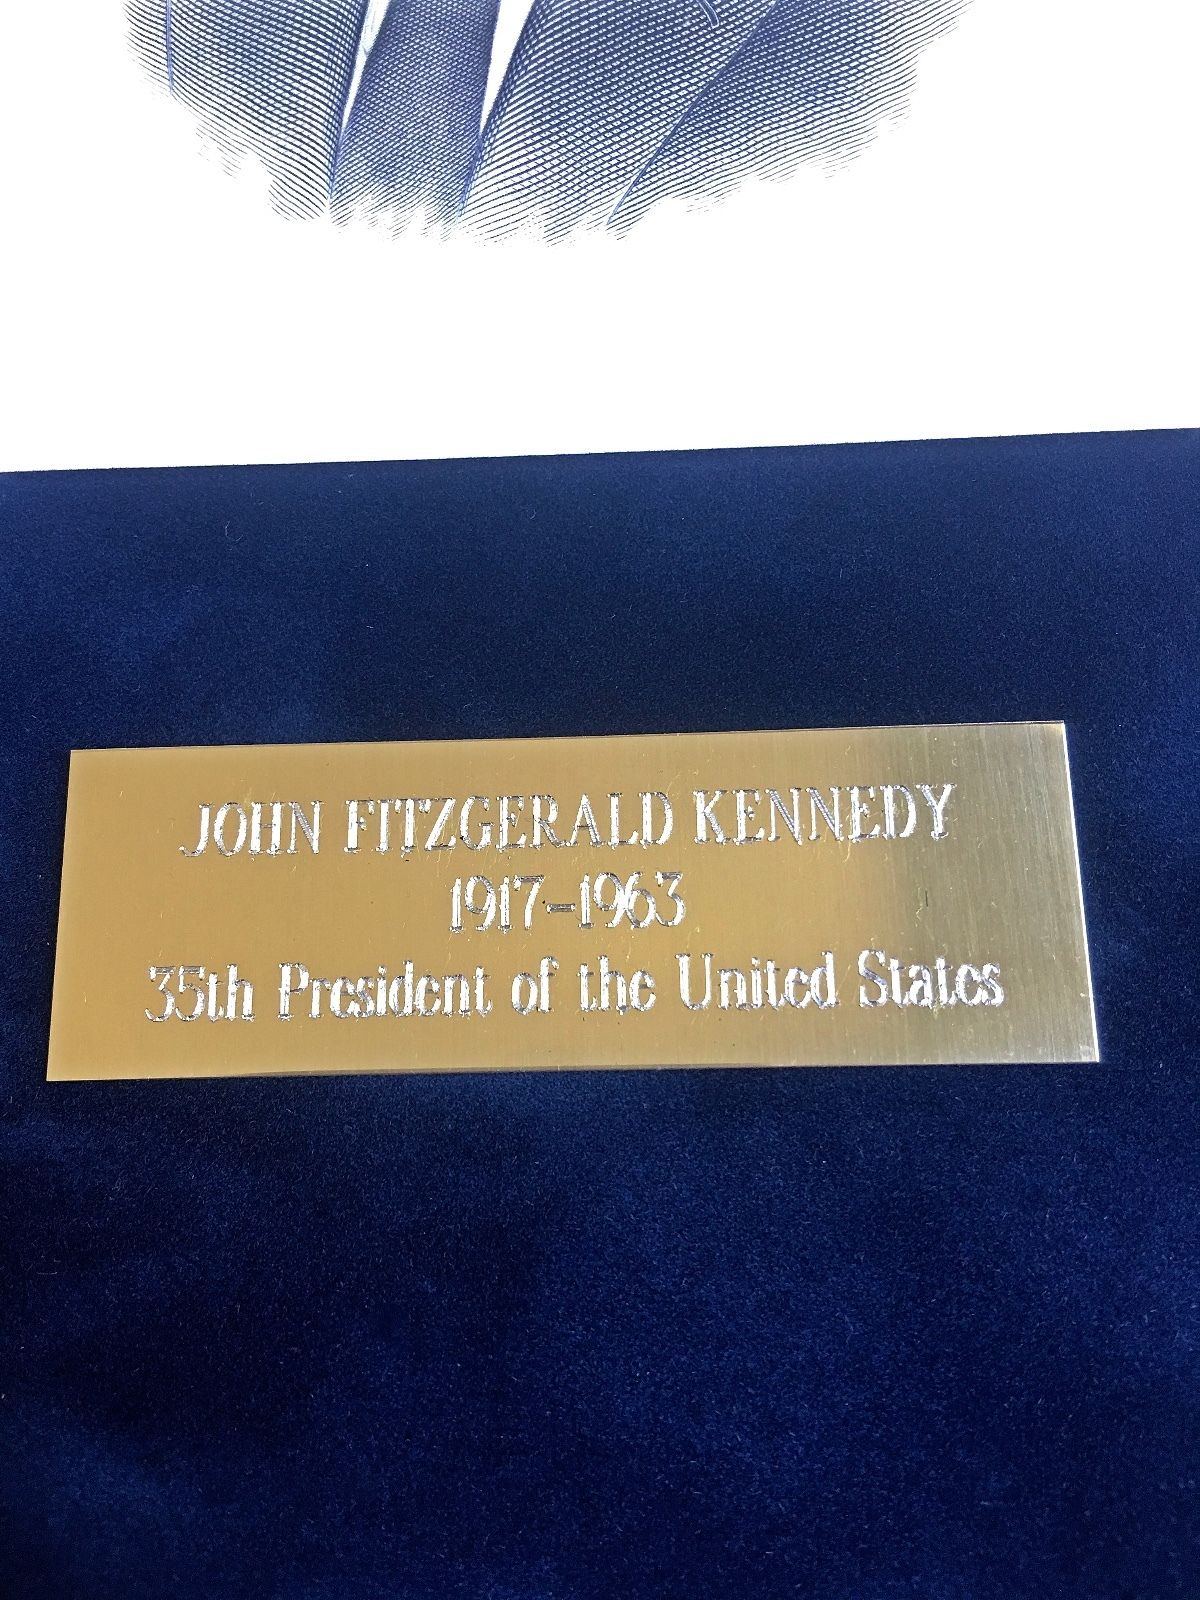 JOHN FITZGERALD KENNEDY
1917-1963
35th President of the United States